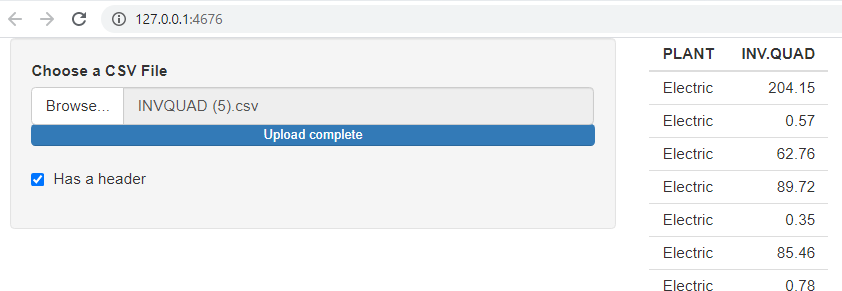 127.0.0.1:4676
Choose a CSV File
Browse... INVQUAD (5).csv
Upload complete
Has a header
PLANT INV.QUAD
Electric 204.15
Electric 0.57
Electric 62.76
Electric 89.72
Electric 0.35
Electric 85.46
Electric 0.78